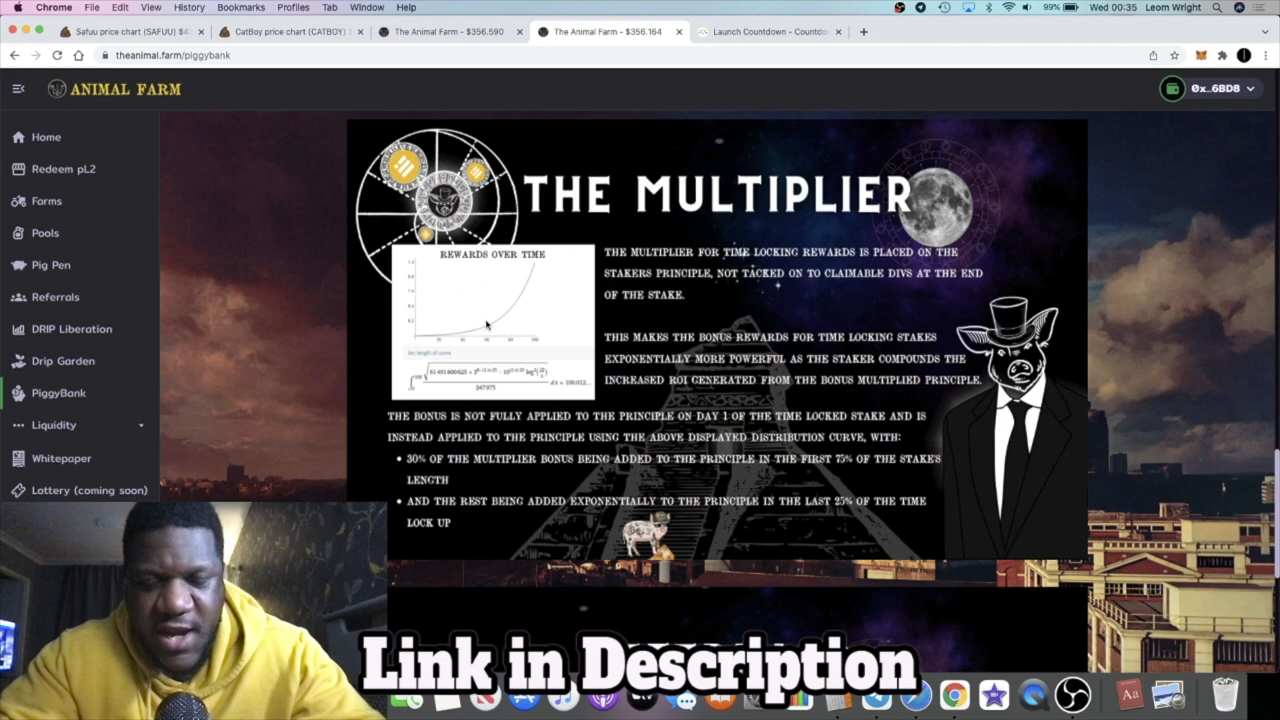 Chrome File Edit View History Bookmarks Profiles Tab Window Help 99% Wed 00:35 Leom Wright
Safuu price chart (SAFUU) $4 CatBoy price chart (CATBOY) The Animal Farm - $356.590 The Animal Farm - $356.164 Launch Countdown - Countdo
theanimal.farm/piggybank
ANIMAL FARM
0x..6BD8
Home
Redeem pL2
Farms
Pools
Pig Pen
Referrals
DRIP Liberation
Drip Garden
PiggyBank
Liquidity
Whitepaper
Lottery (coming soon)
THE MULTIPLIER
REWARDS OVER TIME
Arc length of curve
THE MULTIPLIER FOR TIME LOCKING REWARDS IS PLACED ON THE
STAKERS PRINCIPLE, NOT TACKED ON TO CLAIMABLE DIVS AT THE END
OF THE STAKE.
THIS MAKES THE BONUS REWARDS FOR TIME LOCKING STAKES
EXPONENTIALLY MORE POWERFUL AS THE STAKER COMPOUNDS THE
INCREASED ROI GENERATED FROM THE BONUS MULTIPLIED PRINCIPLE.
THE BONUS IS NOT FULLY APPLIED TO THE PRINCIPLE ON DAY 1 OF THE TIME LOCKED STAKE AND IS
INSTEAD APPLIED TO THE PRINCIPLE USING THE ABOVE DISPLAYED DISTRIBUTION CURVE, WITH:
• 30% OF THE MULTIPLIER BONUS BEING ADDED TO THE PRINCIPLE IN THE FIRST 75% OF THE STAKE'S
LENGTH
• AND THE REST BEING ADDED EXPONENTIALLY TO THE PRINCIPLE IN THE LAST 25% OF THE TIME
LOCK UP
Link in Description